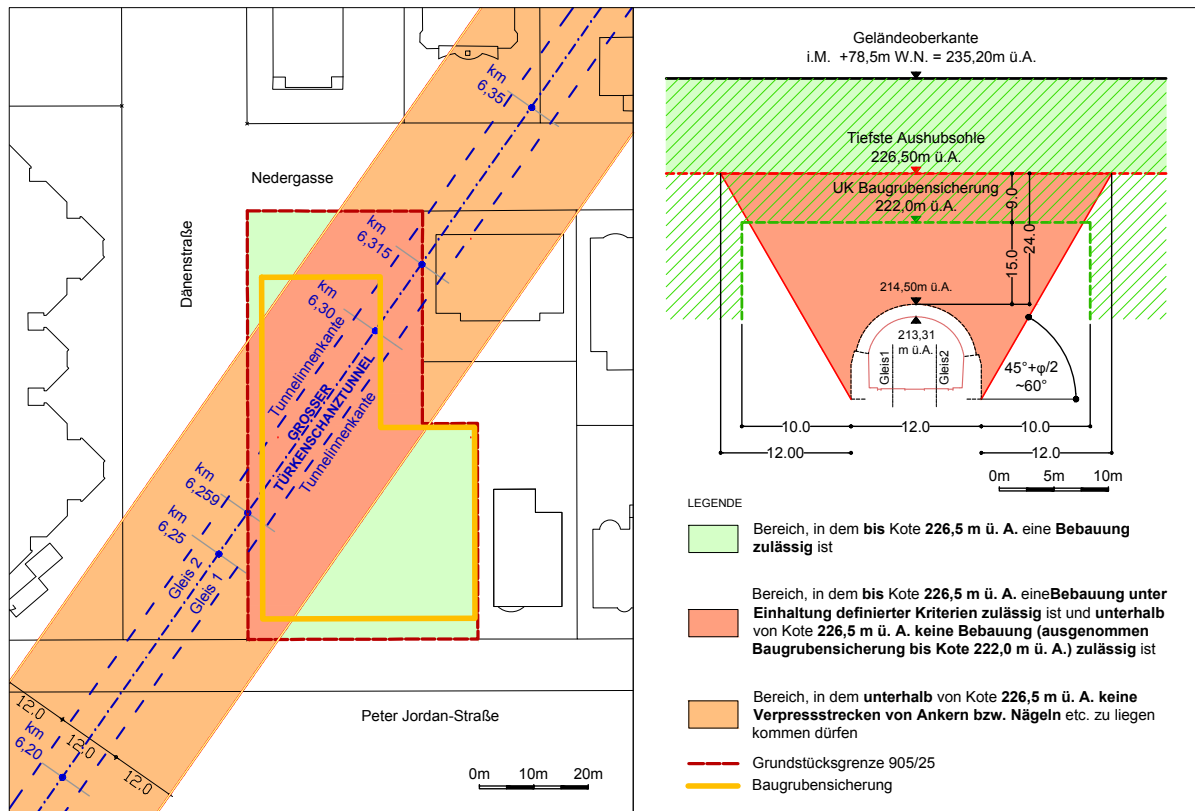 km
6,35
Nedergasse
Dänenstraße
km
6,315
km
6,30
Tunnelinnenkante
GROSSER
TÜRKENSCHANZTUNNEL
Tunnelinnenkante
km
6,259
km
6,25
Gleis 2
Gleis 1
Peter Jordan-Straße
12.0
12.0
12.0
km
6,20
0m
10m
20m
Geländeoberkante
i.M. +78,5m W.N. = 235,20m ü.A.
Tiefste Aushubsohle
226,50m ü.A.
UK Baugrubensicherung
222,0m ü.A.
9.0
15.0
24.0
214,50m ü.A.
213,31
m ü.A.
Gleis1
Gleis2
45°+φ/2
~60°
10.0
12.0
10.0
12.00
12.0
0m
5m
10m
LEGENDE
Bereich, in dem bis Kote 226,5 m ü. A. eine Bebauung
zulässig ist
Bereich, in dem bis Kote 226,5 m ü. A. eineBebauung unter
Einhaltung definierter Kriterien zulässig ist und unterhalb
von Kote 226,5 m ü. A. keine Bebauung (ausgenommen
Baugrubensicherung bis Kote 222,0 m ü. A.) zulässig ist
Bereich, in dem unterhalb von Kote 226,5 m ü. A. keine
Verpressstrecken von Ankern bzw. Nägeln etc. zu liegen
kommen dürfen
Grundstücksgrenze 905/25
Baugrubensicherung